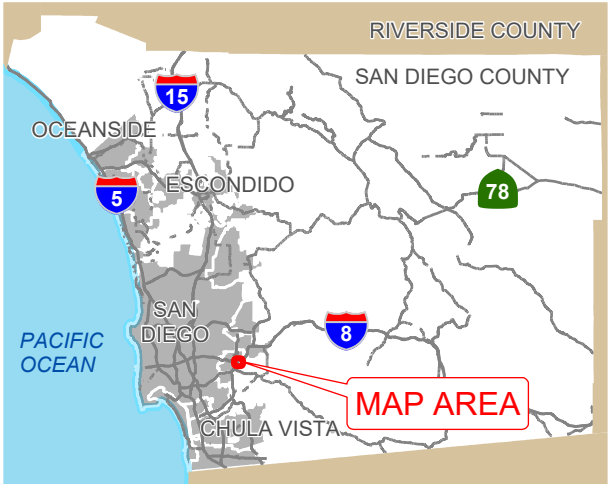 RIVERSIDE COUNTY
SAN DIEGO COUNTY
15
OCEANSIDE
ESCONDIDO
5
78
SAN
DIEGO
8
PACIFIC
OCEAN
MAP AREA
CHULA VISTA